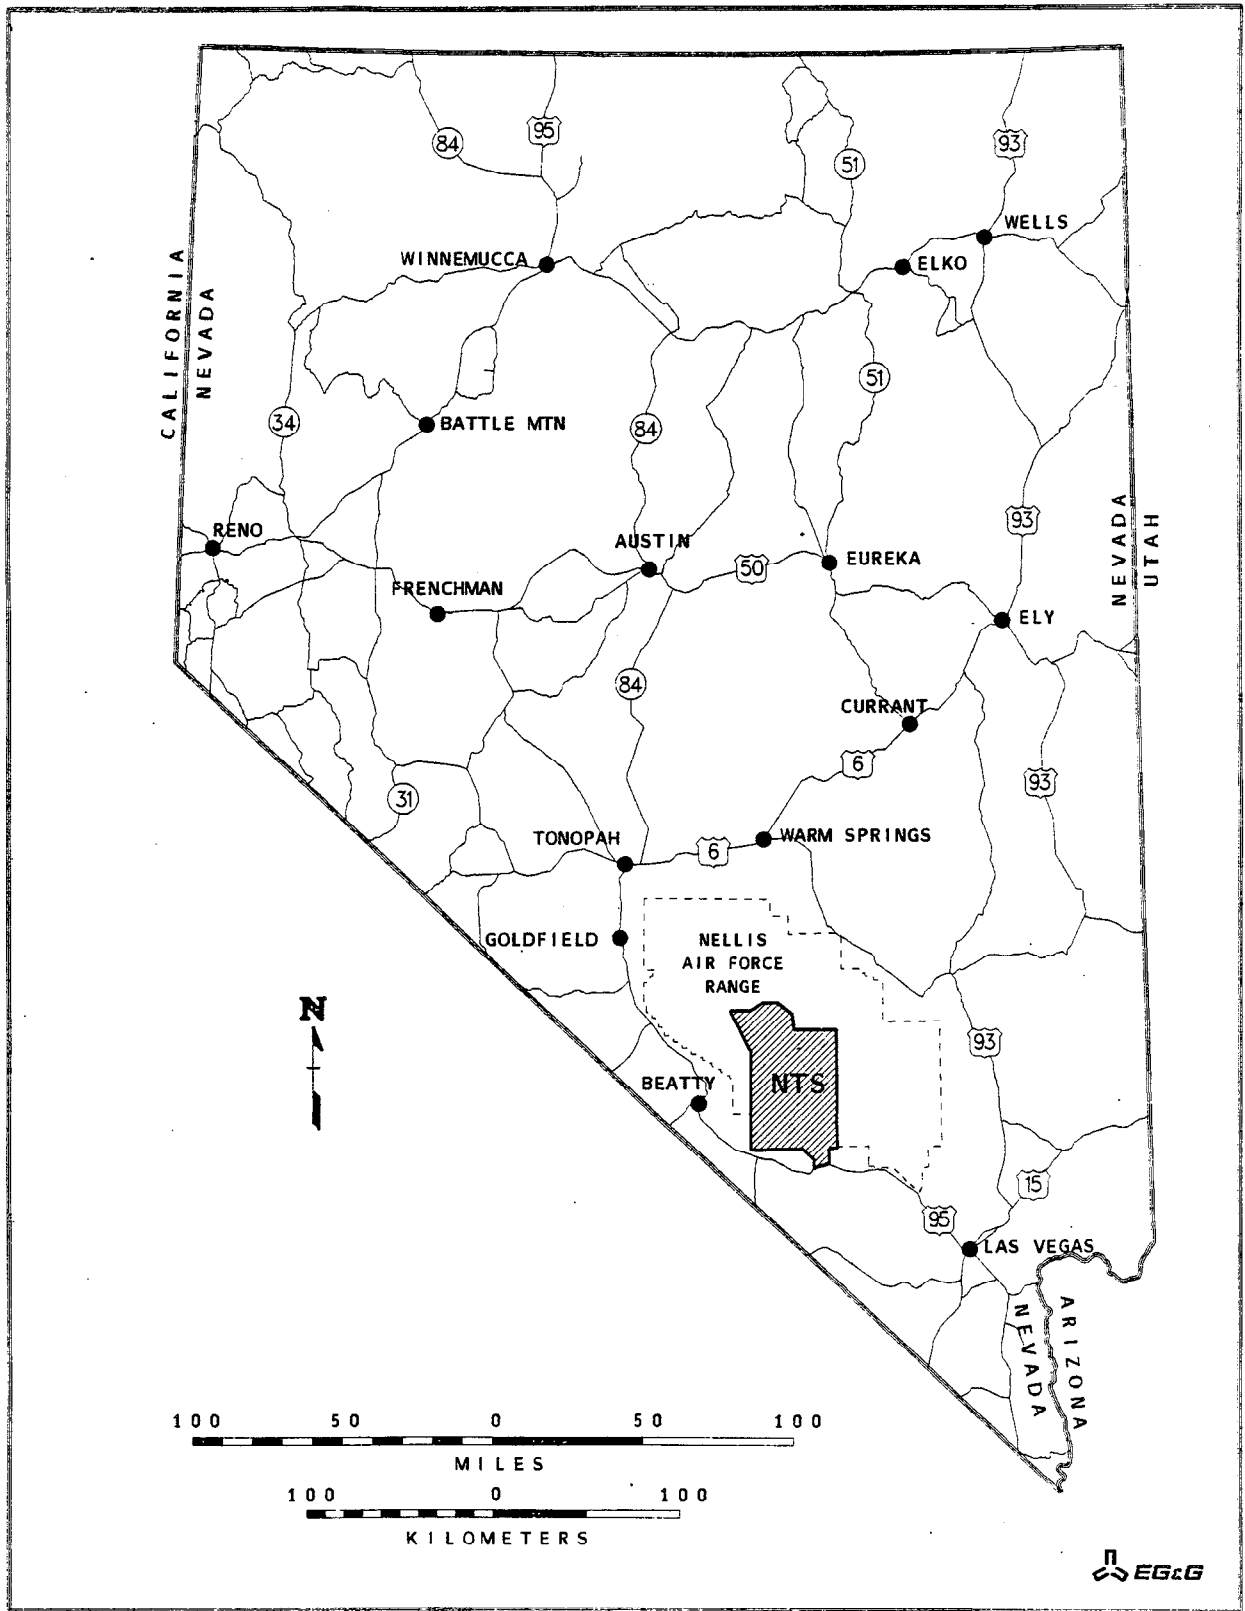 84
95
51
93
WELLS
WINNEMUCCA
ELKO
CALIFORNIA
NEVADA
51
34
BATTLE MTN
84
93
NEVADA
UTAH
RENO
AUSTIN
50
EUREKA
FRENCHMAN
ELY
84
CURRANT
6
93
31
TONOPAH
6
WARM SPRINGS
GOLDFIELD
NELLIS
AIR FORCE
RANGE
N
93
BEATTY
NTS
15
95
LAS VEGAS
NEVADA
ARIZONA
100 50 0 50 100
MILES
100 0 100
KILOMETERS
EG&G